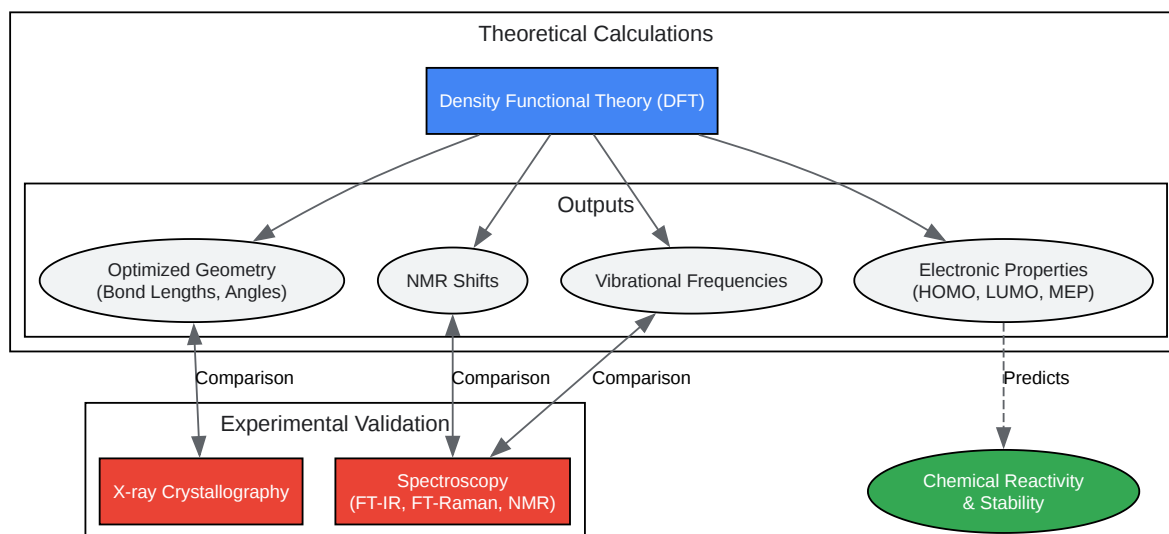 Theoretical Calculations
Density Functional Theory (DFT)
Outputs
Optimized Geometry
(Bond Lengths, Angles)
NMR Shifts
Vibrational Frequencies
Electronic Properties
(HOMO, LUMO, MEP)
Comparison
Comparison
Comparison
Predicts
Experimental Validation
X-ray Crystallography
Spectroscopy
(FT-IR, FT-Raman, NMR)
Chemical Reactivity
& Stability